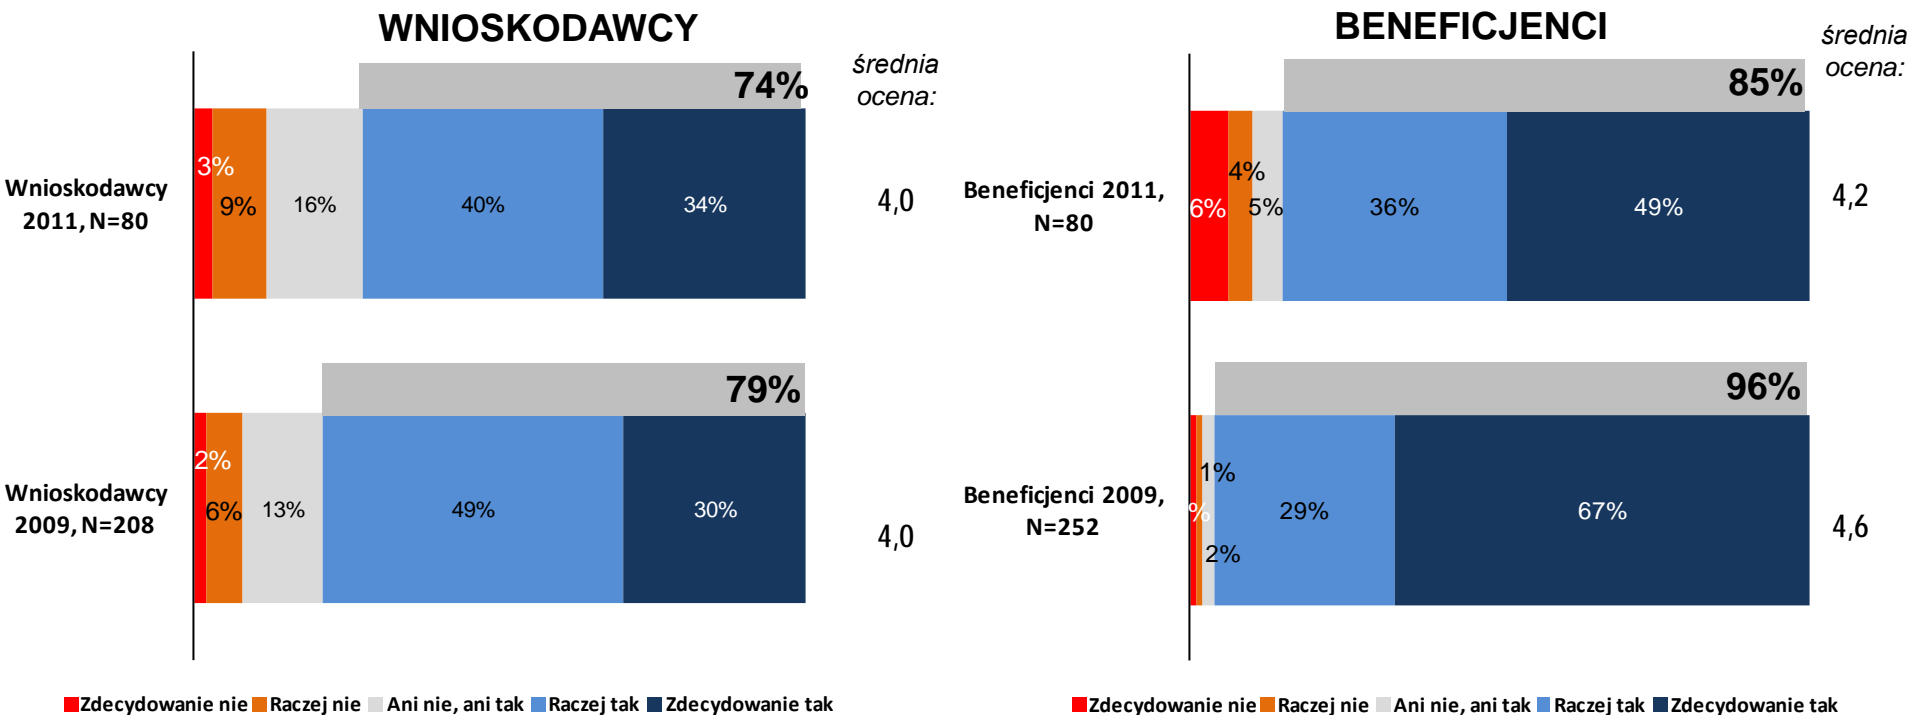 WNIOSKODAWCY
średnia
ocena:
74%
Wnioskodawcy
2011, N=80
3%
9%
16%
40%
34%
4,0
79%
Wnioskodawcy
2009, N=208
2%
6%
13%
49%
30%
4,0
Zdecydowanie nie Raczej nie Ani nie, ani tak Raczej tak Zdecydowanie tak
BENEFICJENCI
średnia
ocena:
85%
Beneficjenci 2011,
N=80
6%
4%
5%
36%
49%
4,2
96%
Beneficjenci 2009,
N=252
%
1%
2%
29%
67%
4,6
Zdecydowanie nie Raczej nie Ani nie, ani tak Raczej tak Zdecydowanie tak